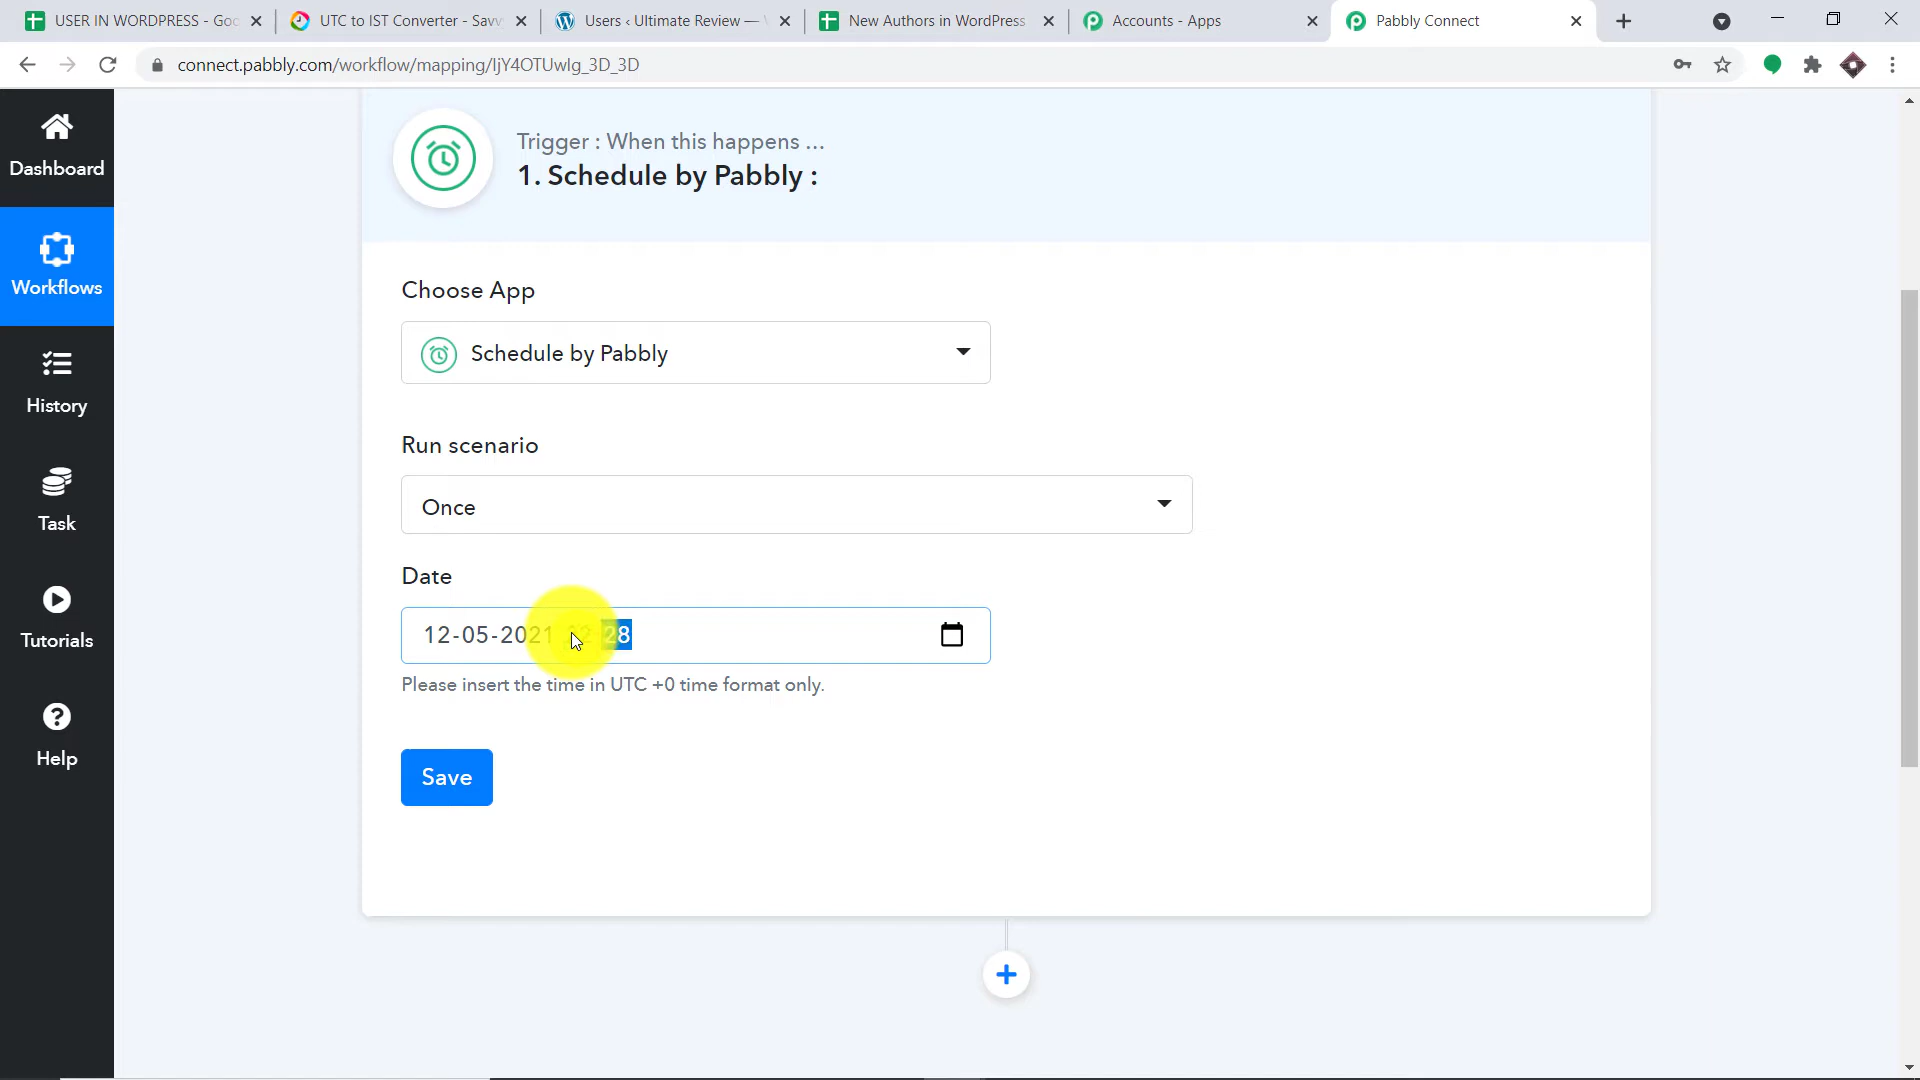 USER IN WORDPRESS - Goo
UTC to IST Converter - Savv
Users ‹ Ultimate Review —
New Authors in WordPress
Accounts - Apps
Pabbly Connect
connect.pabbly.com/workflow/mapping/IjY4OTUwIg_3D_3D
Dashboard
Workflows
History
Task
Tutorials
Help
Trigger : When this happens ...
1. Schedule by Pabbly :
Choose App
Schedule by Pabbly
Run scenario
Once
Date
12-05-2021 28
Please insert the time in UTC +0 time format only.
Save